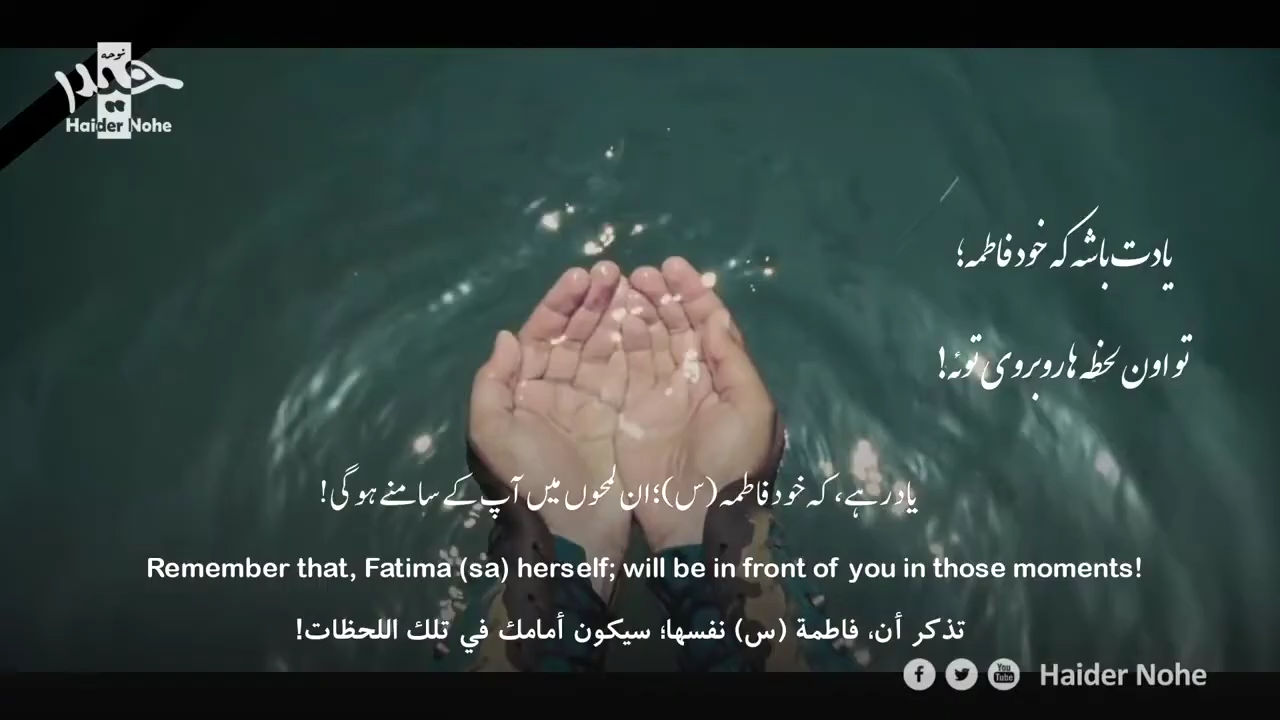 نوحه
حیدر
Haider Nohe
یادت باشه که خود فاطمه؛
تو اون لحظه ها روبروی توئه!
یاد رہے، کہ خود فاطمہ (س)؛ ان لمحوں میں آپ کے سامنے ہو گی!
Remember that, Fatima (sa) herself; will be in front of you in those moments!
تذكر أن، فاطمة (س) نفسها؛ سيكون أمامك في تلك اللحظات!
You Tube
Haider Nohe